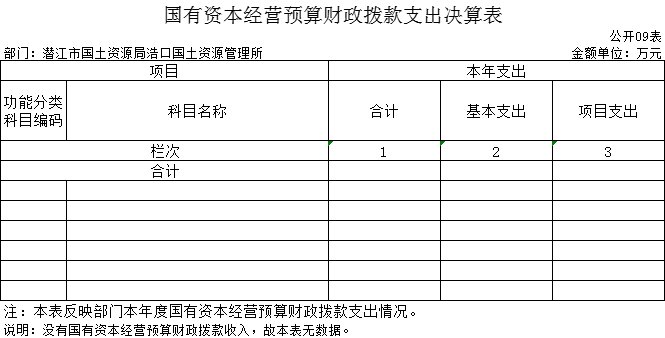 国有资本经营预算财政拨款支出决算表
公开09表
部门：潜江市国土资源局浩口国土资源管理所 金额单位：万元
项目 本年支出
功能分类科目编码 科目名称 合计 基本支出 项目支出
栏次 1 2 3
合计
注：本表反映部门本年度国有资本经营预算财政拨款支出情况。
说明：没有国有资本经营预算财政拨款收入，故本表无数据。